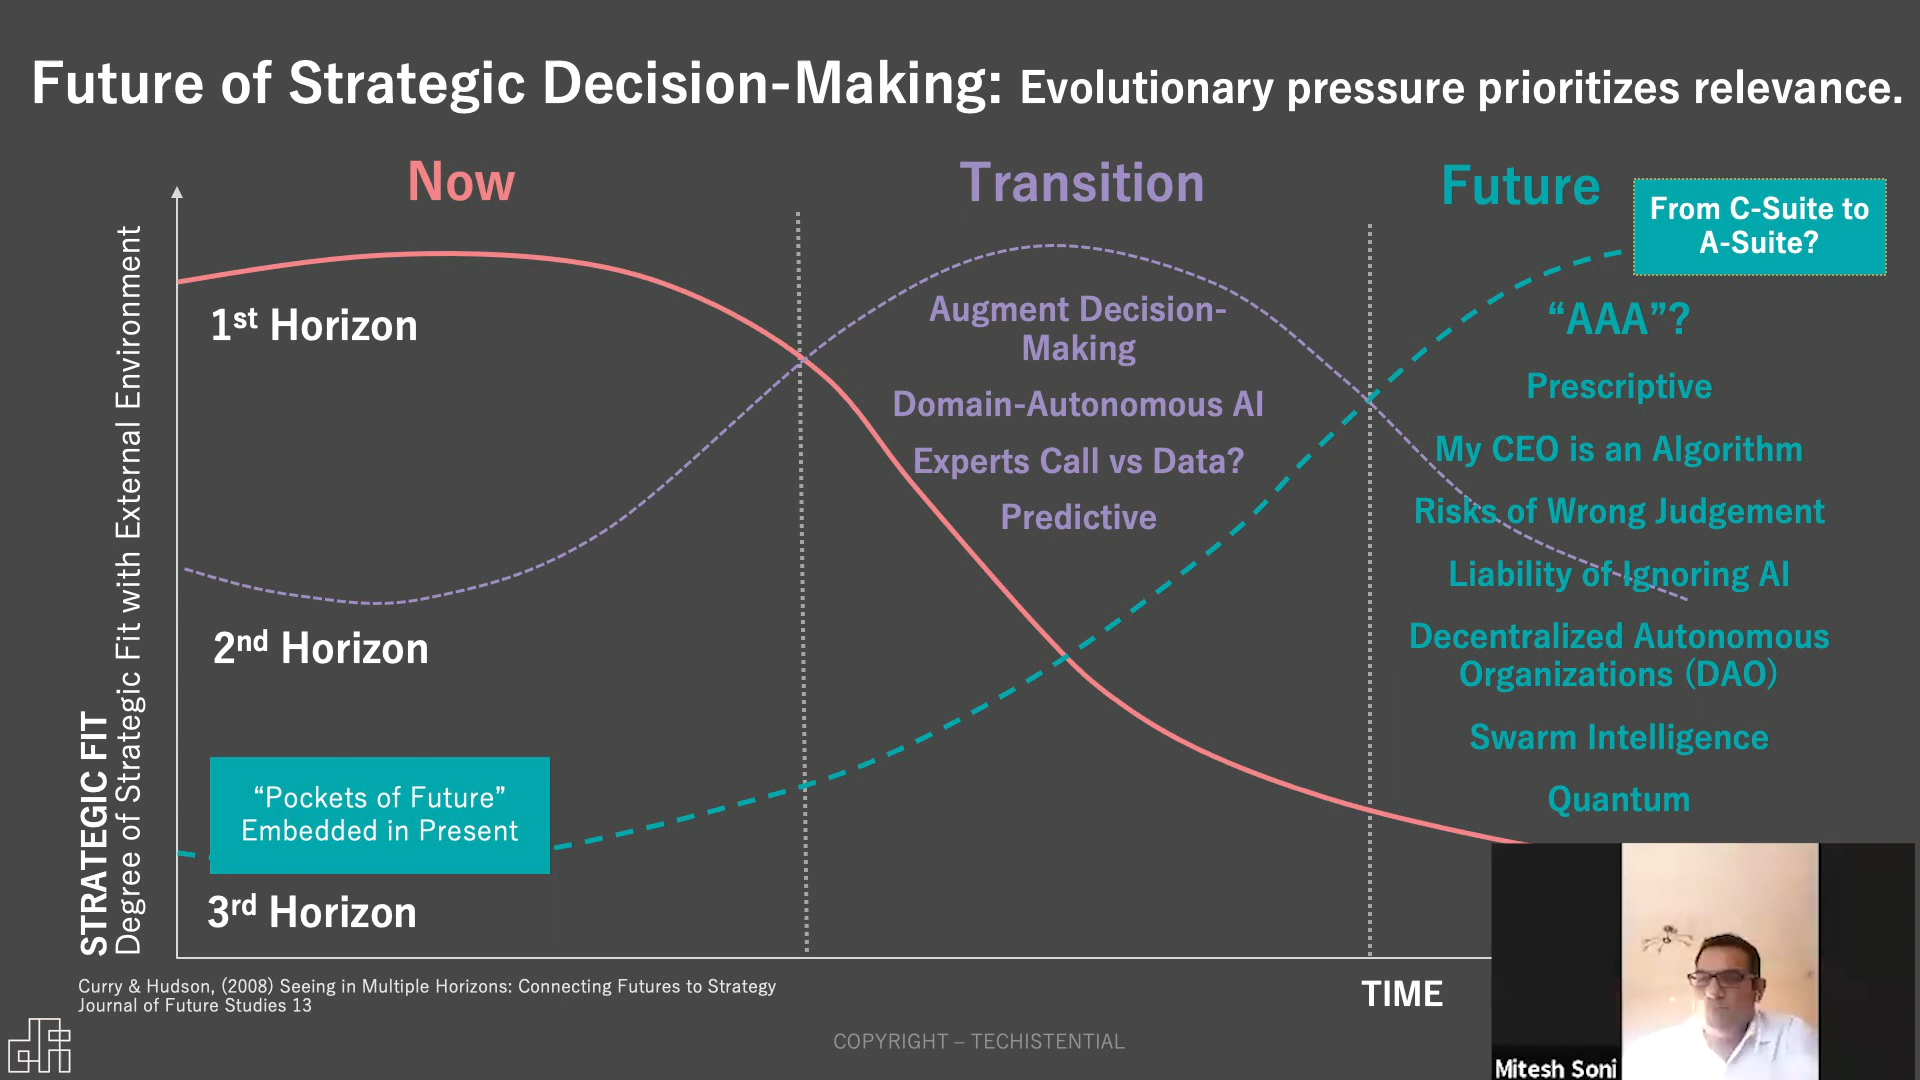 Future of Strategic Decision-Making: Evolutionary pressure prioritizes relevance.
Now
Transition
Future
From C-Suite to
A-Suite?
STRATEGIC FIT
Degree of Strategic Fit with External Environment
1st Horizon
2nd Horizon
“Pockets of Future”
Embedded in Present
3rd Horizon
Augment Decision-
Making
Domain-Autonomous AI
Experts Call vs Data?
Predictive
“AAA”?
Prescriptive
My CEO is an Algorithm
Risks of Wrong Judgement
Liability of Ignoring AI
Decentralized Autonomous
Organizations (DAO)
Swarm Intelligence
Quantum
TIME
Curry & Hudson, (2008) Seeing in Multiple Horizons: Connecting Futures to Strategy
Journal of Future Studies 13
COPYRIGHT – TECHISTENTIAL
Mitesh Soni